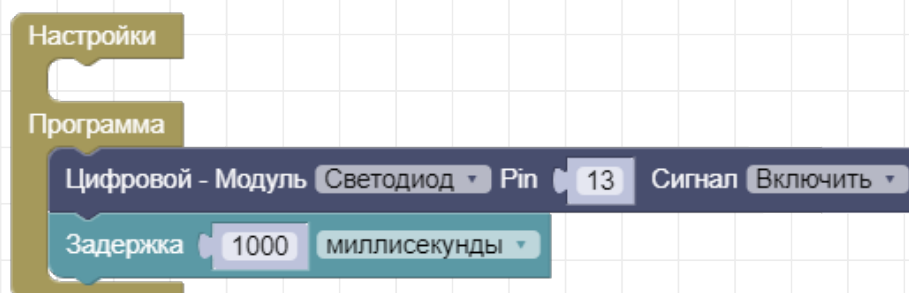 Настройки
Программа
Цифровой - Модуль Светодиод Pin 13 Сигнал Включить
Задержка 1000 миллисекунды